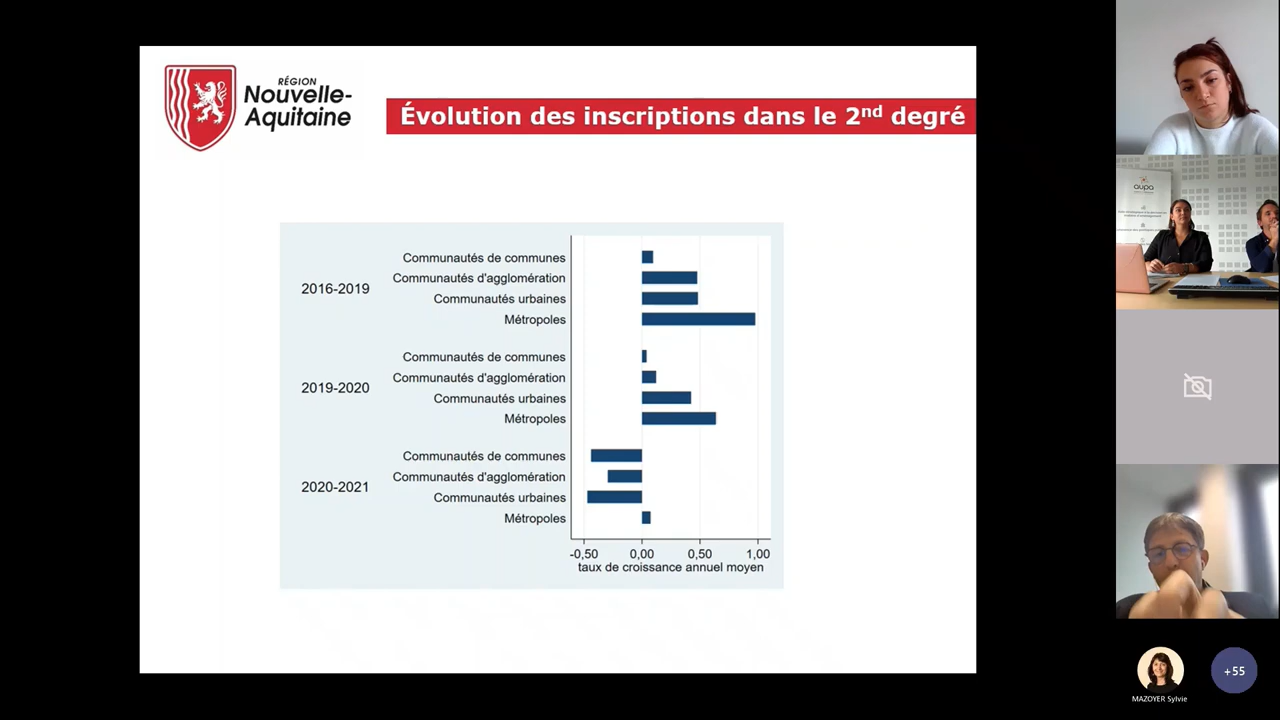 RÉGION
Nouvelle-
Aquitaine
Évolution des inscriptions dans le 2nd degré
2016-2019
Communautés de communes
Communautés d'agglomération
Communautés urbaines
Métropoles
2019-2020
Communautés de communes
Communautés d'agglomération
Communautés urbaines
Métropoles
2020-2021
Communautés de communes
Communautés d'agglomération
Communautés urbaines
Métropoles
-0,50 0,00 0,50 1,00
taux de croissance annuel moyen
aupa
MAZOYER Sylvie
+55